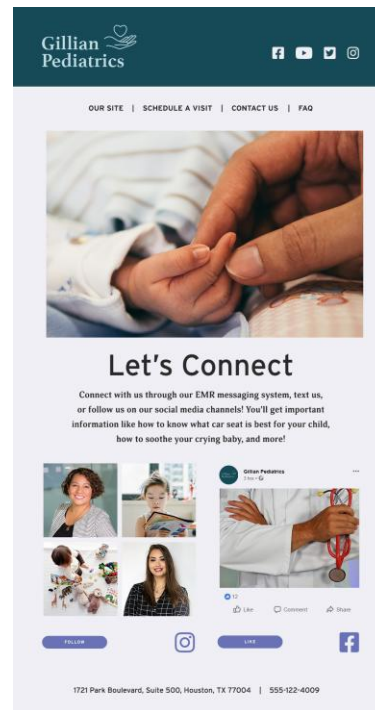 Gillian
Pediatrics
OUR SITE | SCHEDULE A VISIT | CONTACT US | FAQ
Let's Connect
Connect with us through our EMR messaging system, text us,
or follow us on our social media channels! You'll get important
information like how to know what car seat is best for your child,
how to soothe your crying baby, and more!
Gillian Pediatrics
12
Like Comment Share
FOLLOW
LIKE
1721 Park Boulevard, Suite 500, Houston, TX 77004 | 555-122-4009